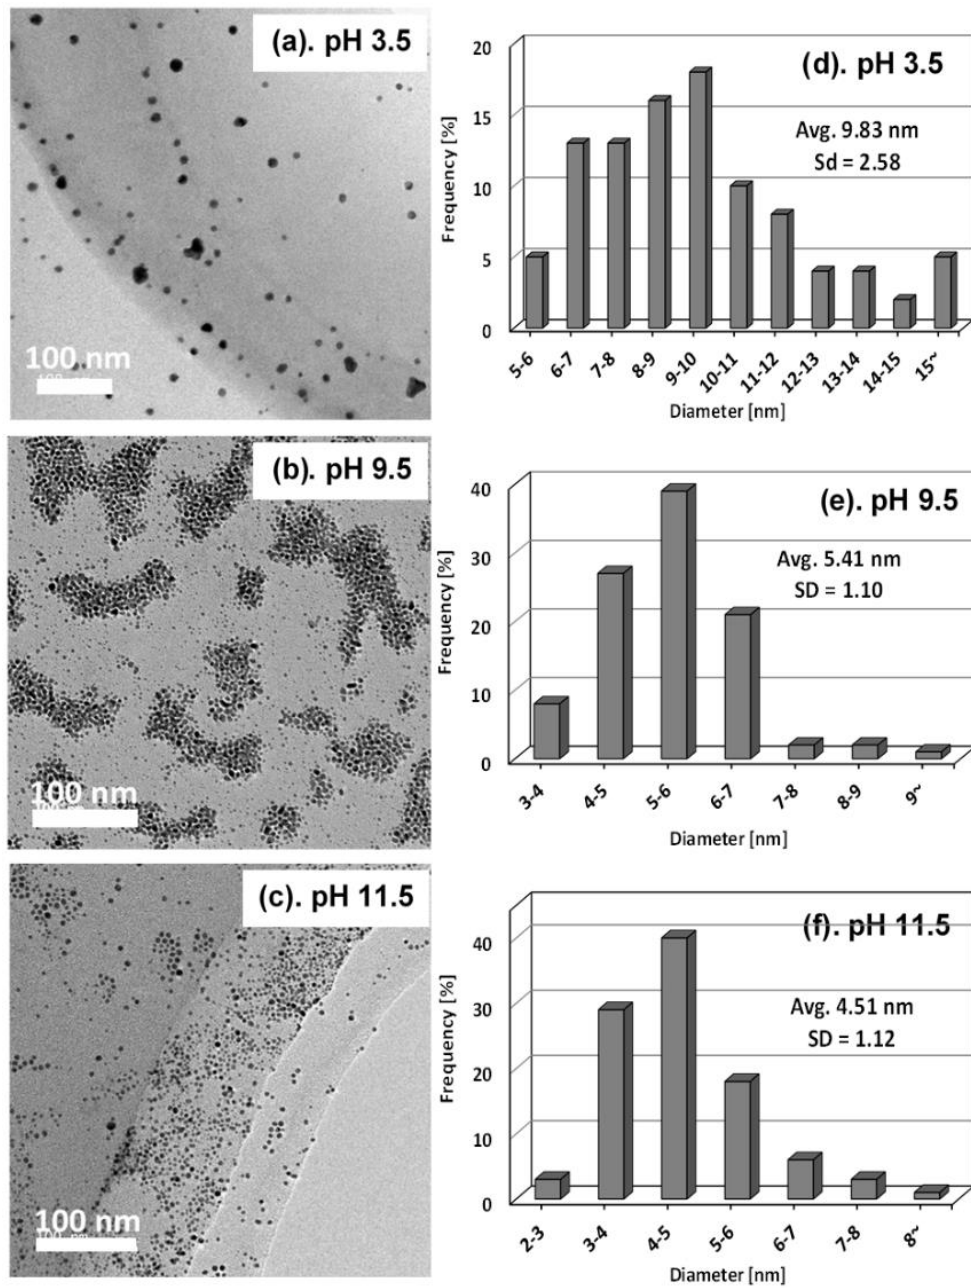 (a). pH 3.5
100 nm
(d). pH 3.5
Avg. 9.83 nm
Sd = 2.58
Frequency [%]
20
15
10
5
0
5-6
6-7
7-8
8-9
9-10
10-11
11-12
12-13
13-14
14-15
15~
Diameter [nm]
(b). pH 9.5
100 nm
(e). pH 9.5
Avg. 5.41 nm
SD = 1.10
Frequency [%]
40
30
20
10
0
3-4
4-5
5-6
6-7
7-8
8-9
9~
Diameter [nm]
(c). pH 11.5
100 nm
(f). pH 11.5
Avg. 4.51 nm
SD = 1.12
Frequency [%]
40
30
20
10
0
2-3
3-4
4-5
5-6
6-7
7-8
8~
Diameter [nm]